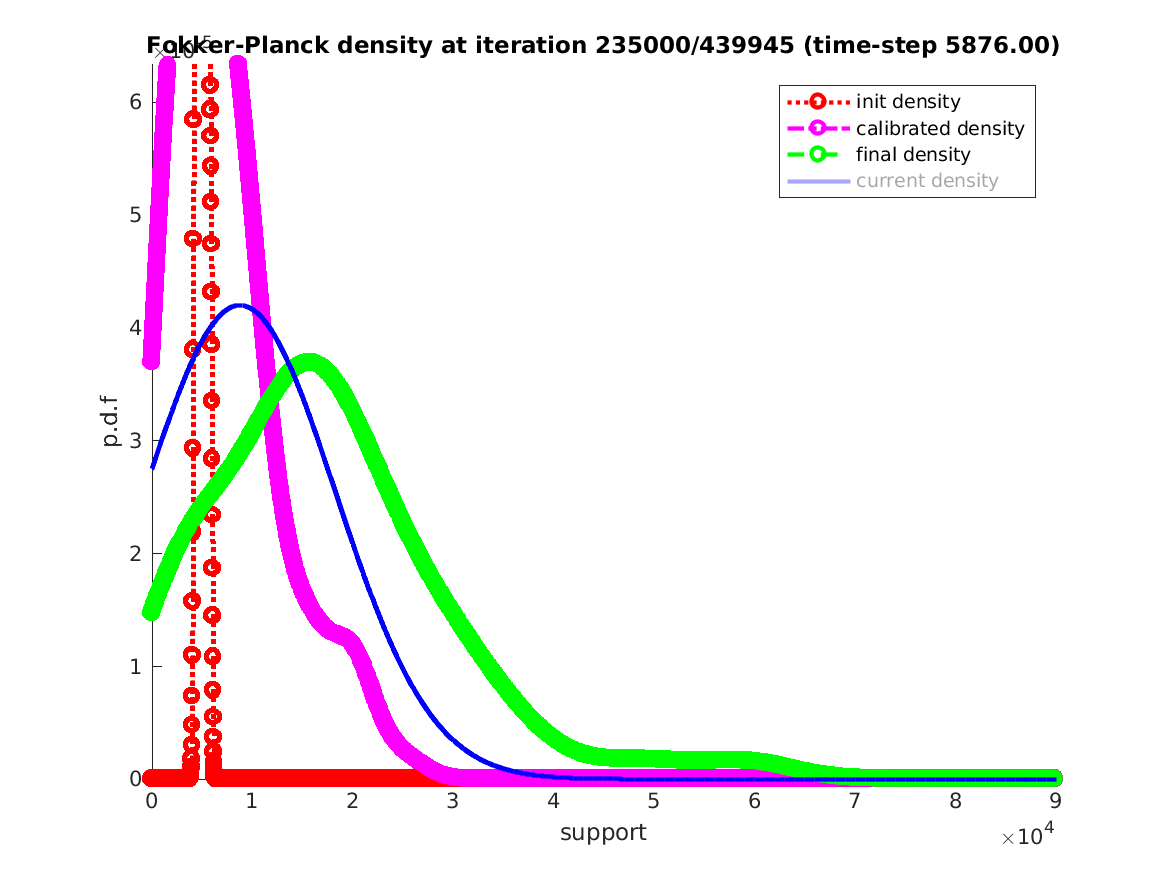 Fokker-Planck density at iteration 235000/439945 (time-step 5876.00)
init density
calibrated density
final density
current density
6
5
4
3
2
1
0
p.d.f
0 1 2 3 4 5 6 7 8 9
support
×10^4